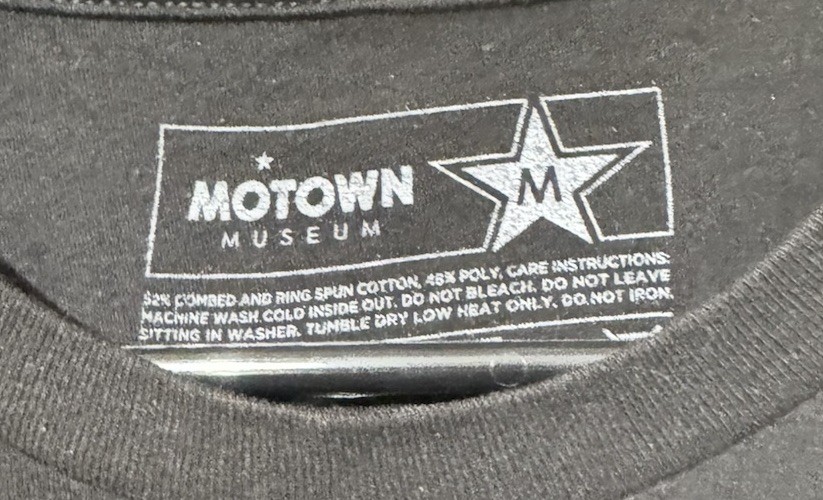 MOTOWN
MUSEUM
M
52% COMBED AND RING SPUN COTTON, 48% POLY, CARE INSTRUCTIONS:
MACHINE WASH COLD INSIDE OUT. DO NOT BLEACH. DO NOT LEAVE
SITTING IN WASHER. TUMBLE DRY LOW HEAT ONLY. DO NOT IRON.